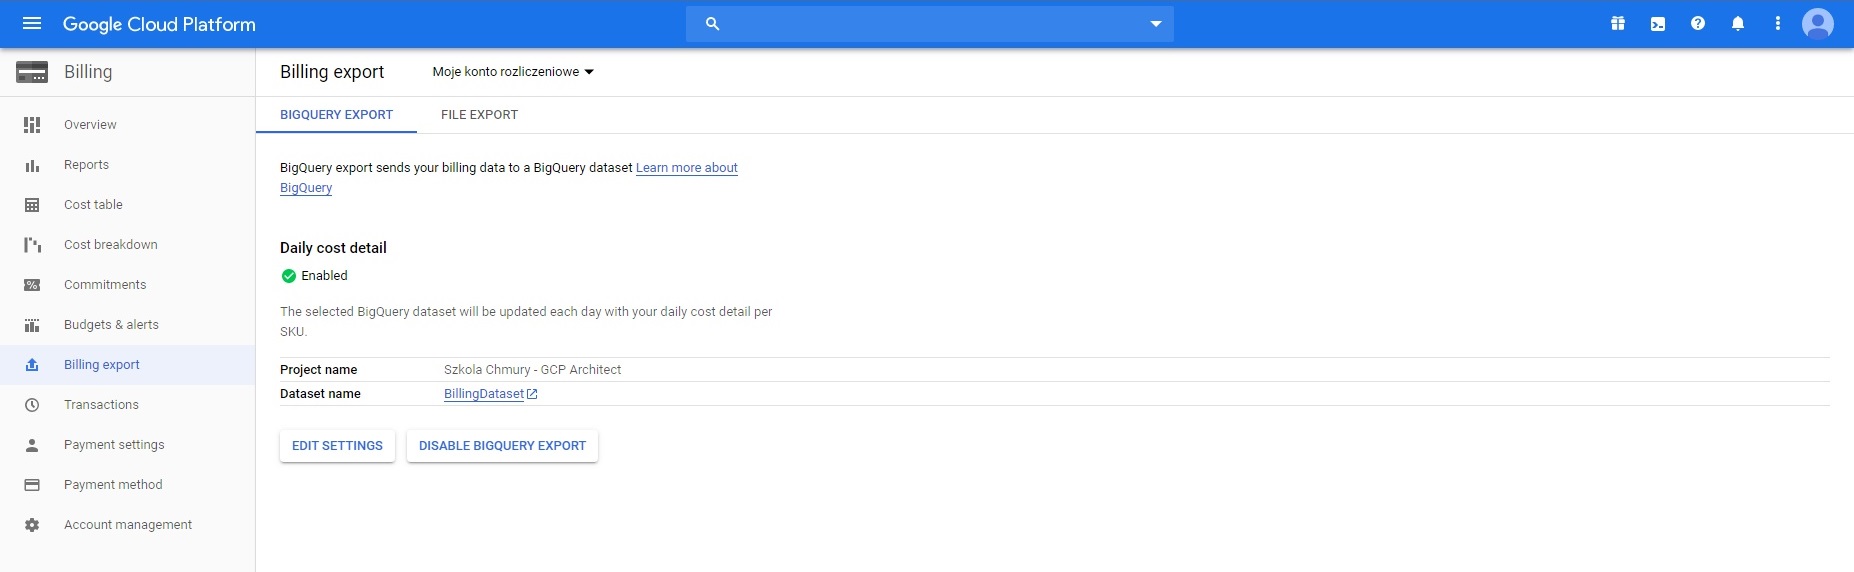 Google Cloud Platform
Billing
Billing export
Moje konto rozliczeniowe
Overview
Reports
Cost table
Cost breakdown
Commitments
Budgets & alerts
Billing export
Transactions
Payment settings
Payment method
Account management
BIGQUERY EXPORT
FILE EXPORT
BigQuery export sends your billing data to a BigQuery dataset Learn more about
BigQuery
Daily cost detail
Enabled
The selected BigQuery dataset will be updated each day with your daily cost detail per
SKU.
Project name Szkola Chmury - GCP Architect
Dataset name BillingDataset
EDIT SETTINGS
DISABLE BIGQUERY EXPORT